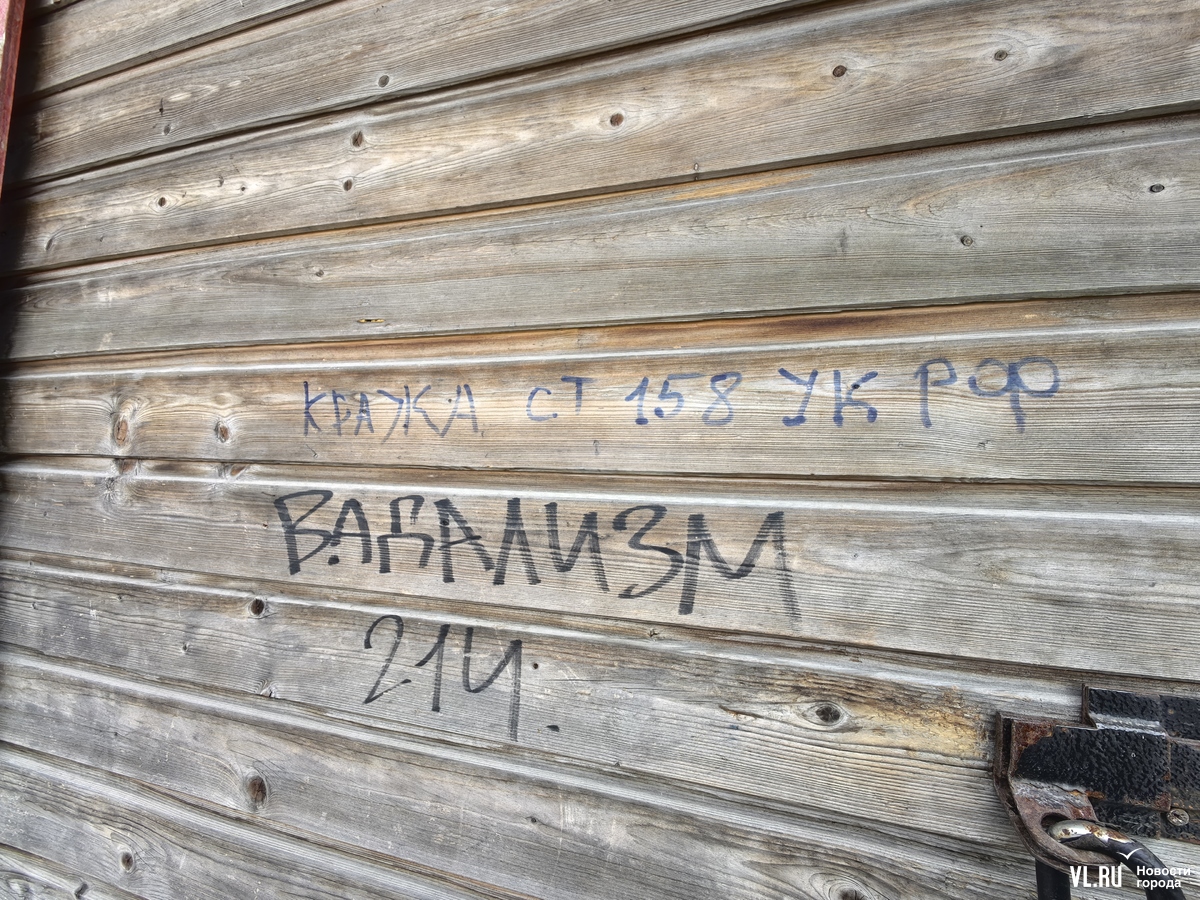 КРАЖА СТ 158 УК РФ
ВАДАЛИЗМ
214.
VL.RU Новости
города